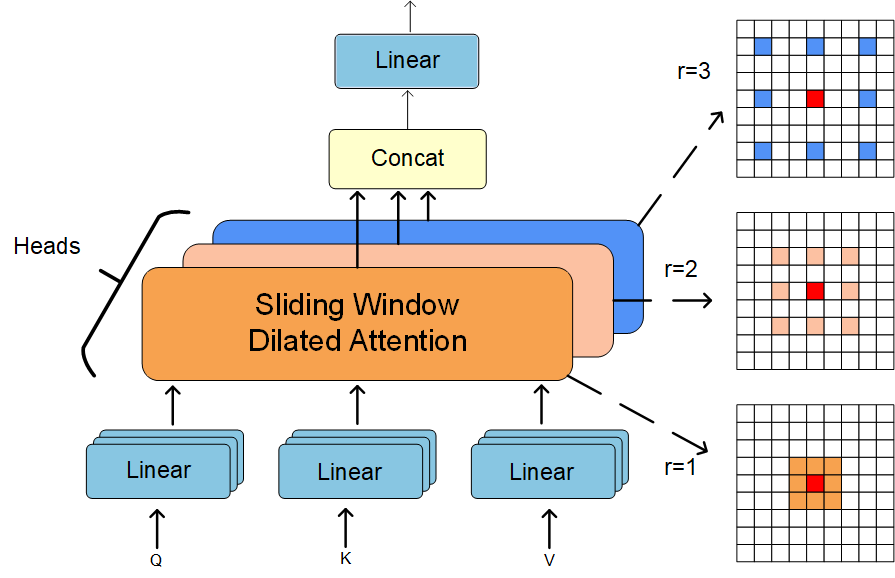 Linear
r=3
Concat
Heads
r=2
Sliding Window
Dilated Attention
Linear
Linear
Linear
r=1
Q
K
V